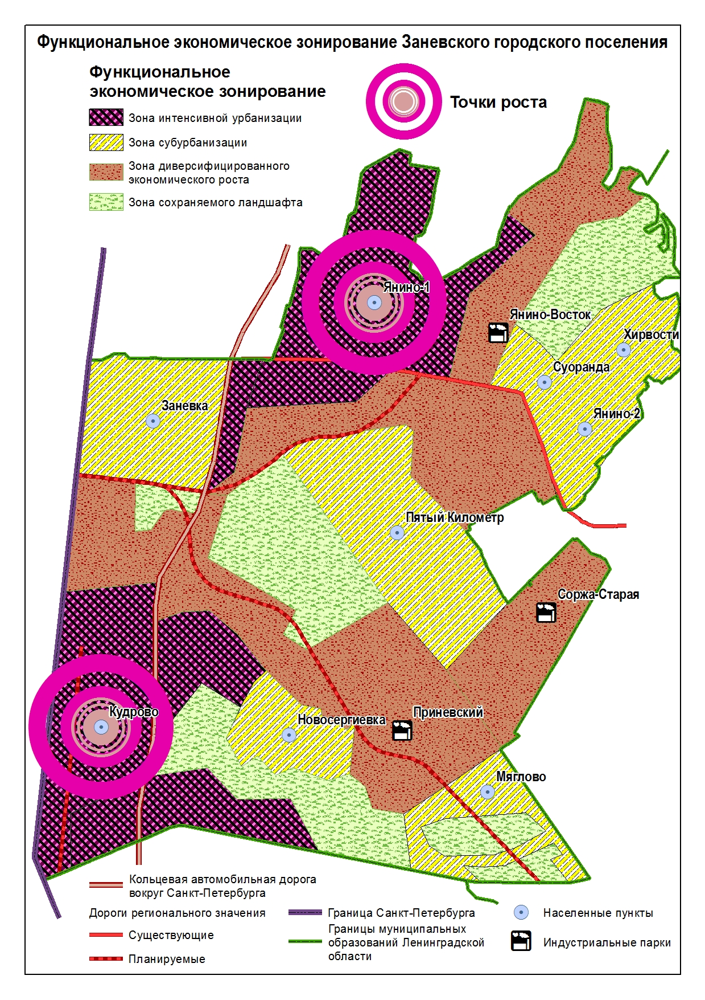 Функциональное экономическое зонирование Заневского городского поселения
Функциональное
экономическое зонирование
Зона интенсивной урбанизации
Зона субурбанизации
Зона диверсифицированного
экономического роста
Зона сохраняемого ландшафта
Точки роста
Янино-1
Янино-Восток
Хирвости
Суоранда
Заневка
Янино-2
Пятый Километр
Соржа-Старая
Кудрово
Новосергиевка
Приневский
Мяглово
Кольцевая автомобильная дорога
вокруг Санкт-Петербурга
Дороги регионального значения
Существующие
Планируемые
Граница Санкт-Петербурга
Границы муниципальных
образований Ленинградской
области
Населенные пункты
Индустриальные парки